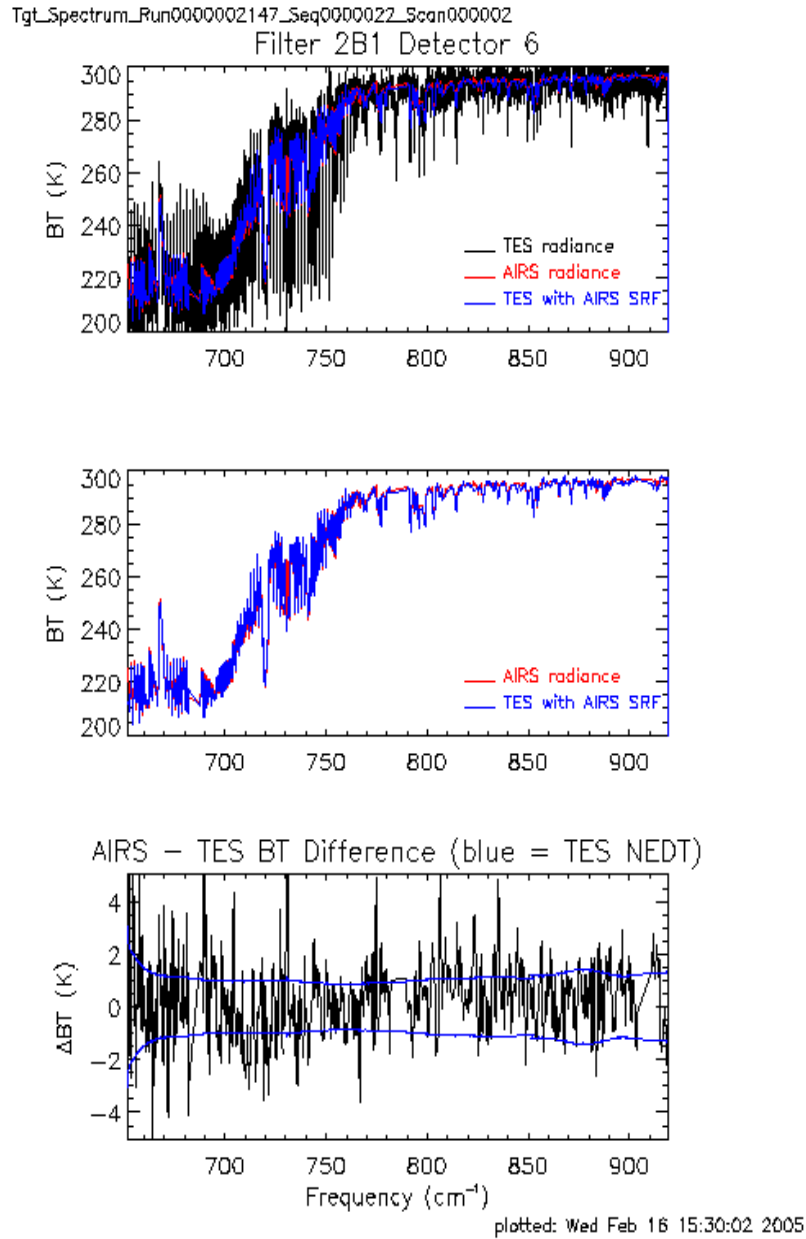 Tgt_Spectrum_Run0000002147_Seq0000022_Scan000002
Filter 2B1 Detector 6
300
280
260
240
220
200
BT (K)
TES radiance
AIRS radiance
TES with AIRS SRF
700 750 800 850 900
300
280
260
240
220
200
BT (K)
AIRS radiance
TES with AIRS SRF
700 750 800 850 900
AIRS – TES BT Difference (blue = TES NEDT)
4
2
0
−2
−4
ΔBT (K)
700 750 800 850 900
Frequency (cm⁻¹)
plotted: Wed Feb 16 15:30:02 2005